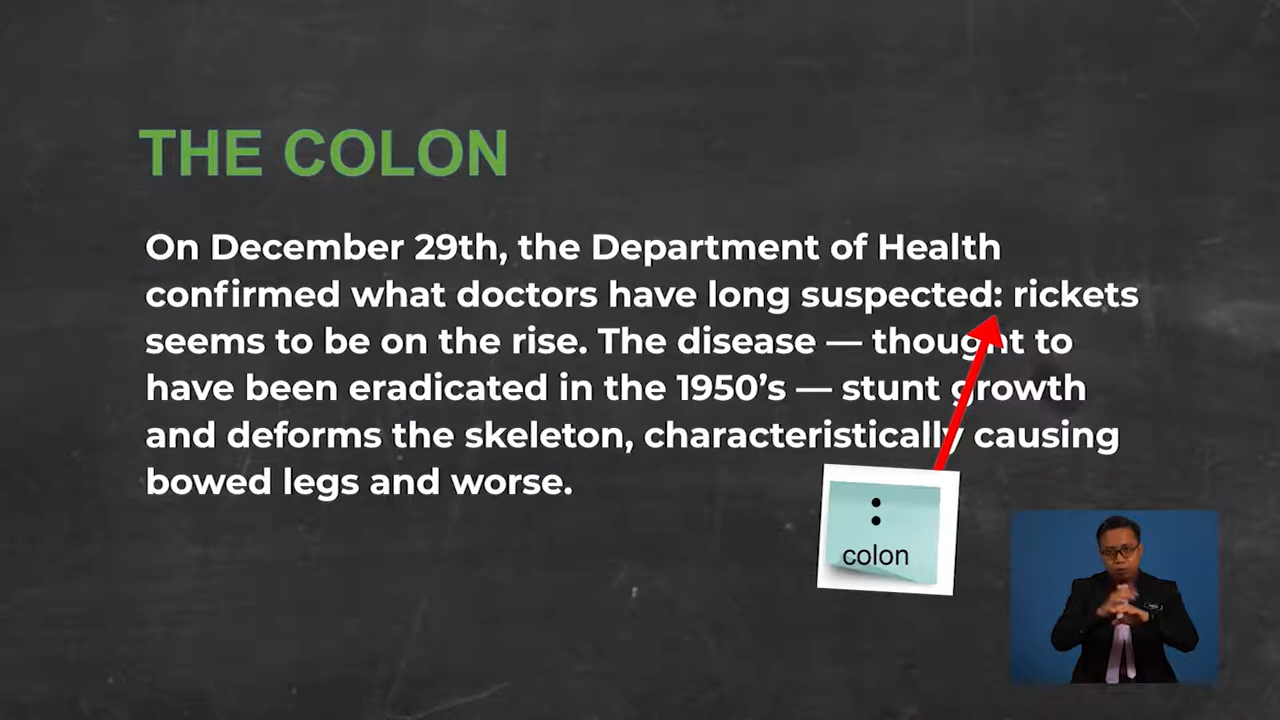 THE COLON
On December 29th, the Department of Health
confirmed what doctors have long suspected: rickets
seems to be on the rise. The disease — thought to
have been eradicated in the 1950’s — stunt growth
and deforms the skeleton, characteristically causing
bowed legs and worse.
:
colon